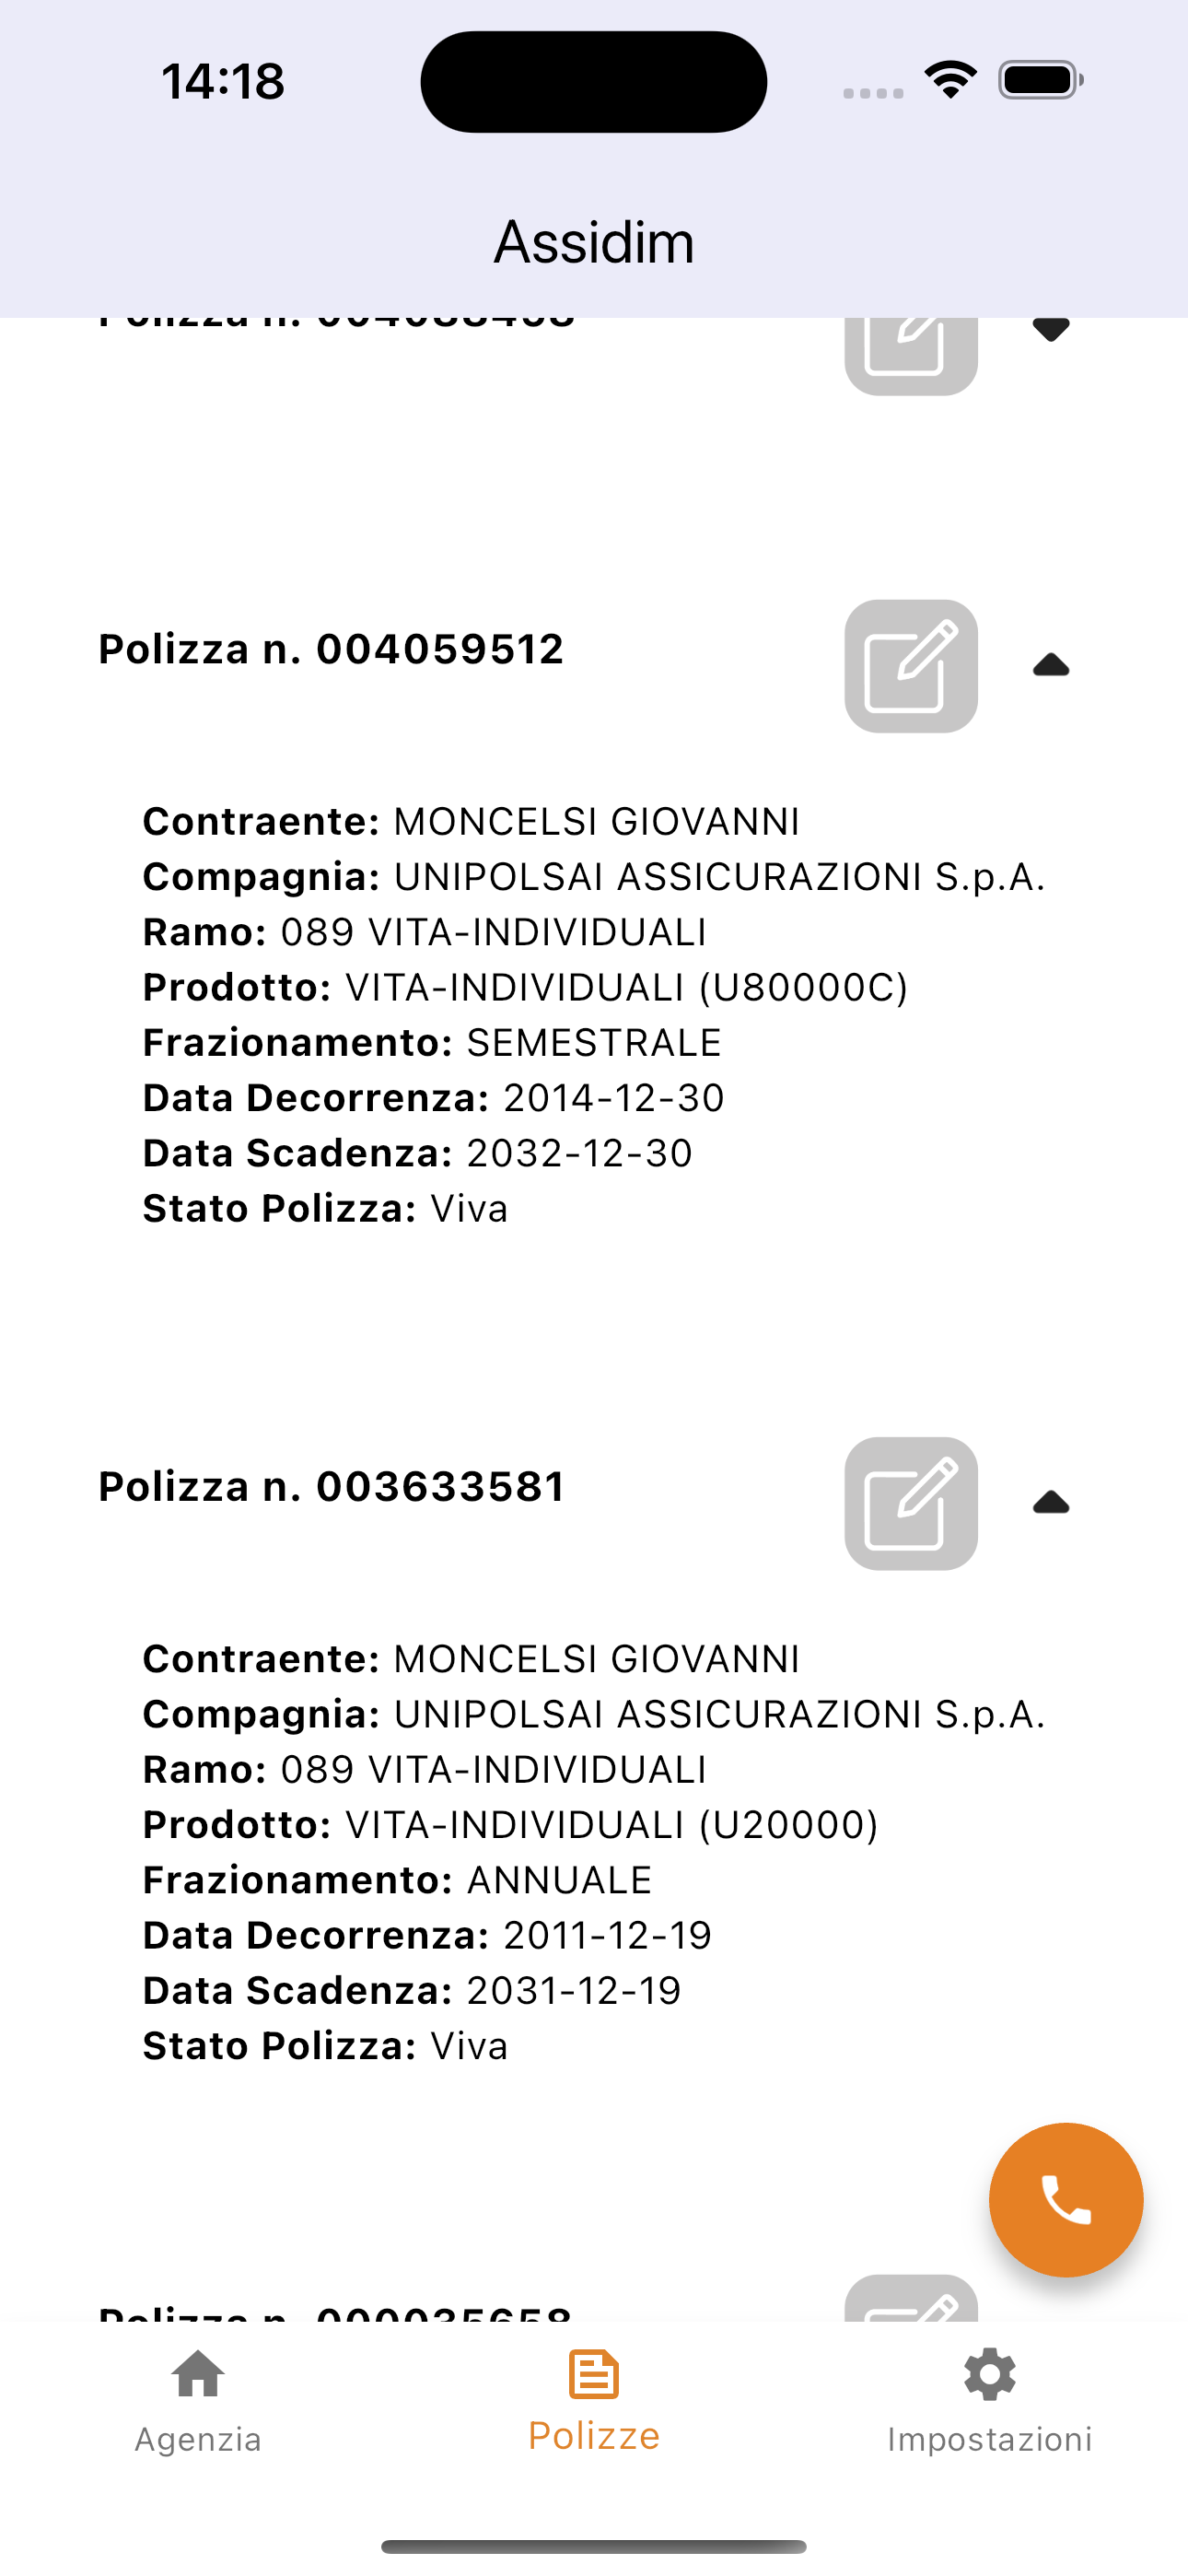 14:18
Assidim
Polizza n.
Polizza n. 004059512
Contraente: MONCELSI GIOVANNI
Compagnia: UNIPOLSAI ASSICURAZIONI S.p.A.
Ramo: 089 VITA-INDIVIDUALI
Prodotto: VITA-INDIVIDUALI (U80000C)
Frazionamento: SEMESTRALE
Data Decorrenza: 2014-12-30
Data Scadenza: 2032-12-30
Stato Polizza: Viva
Polizza n. 003633581
Contraente: MONCELSI GIOVANNI
Compagnia: UNIPOLSAI ASSICURAZIONI S.p.A.
Ramo: 089 VITA-INDIVIDUALI
Prodotto: VITA-INDIVIDUALI (U20000)
Frazionamento: ANNUALE
Data Decorrenza: 2011-12-19
Data Scadenza: 2031-12-19
Stato Polizza: Viva
Polizza n.
Agenzia
Polizze
Impostazioni